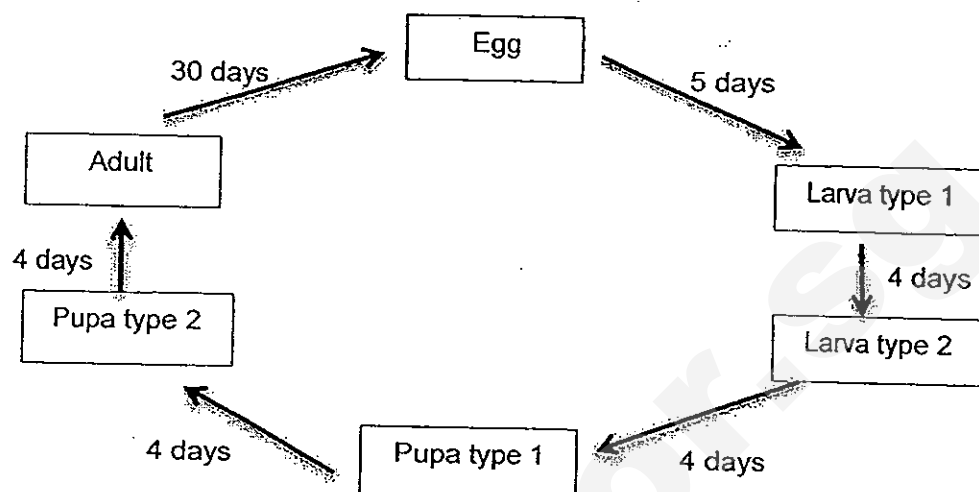 Egg
30 days
5 days
Adult
Larva type 1
4 days
4 days
Pupa type 2
Larva type 2
4 days
Pupa type 1
4 days